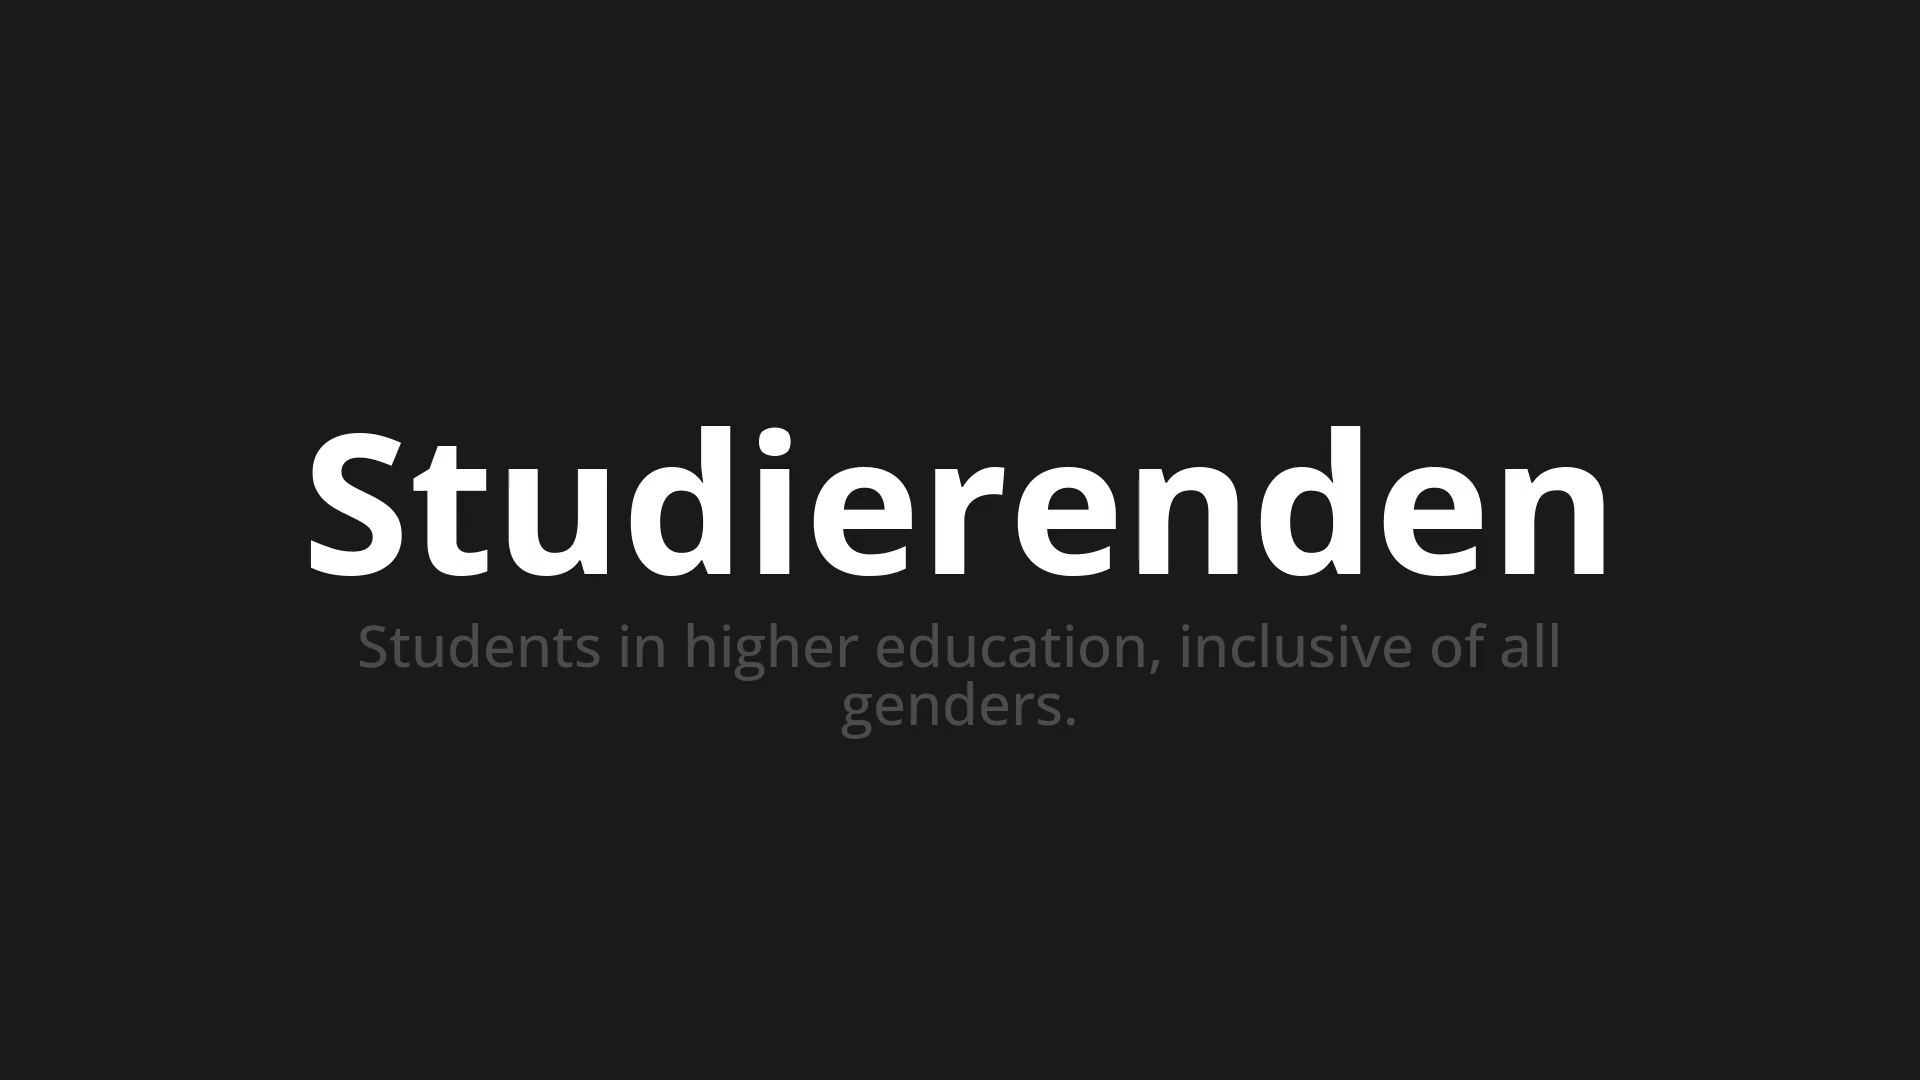 Studierenden
Students in higher education, inclusive of all
genders.